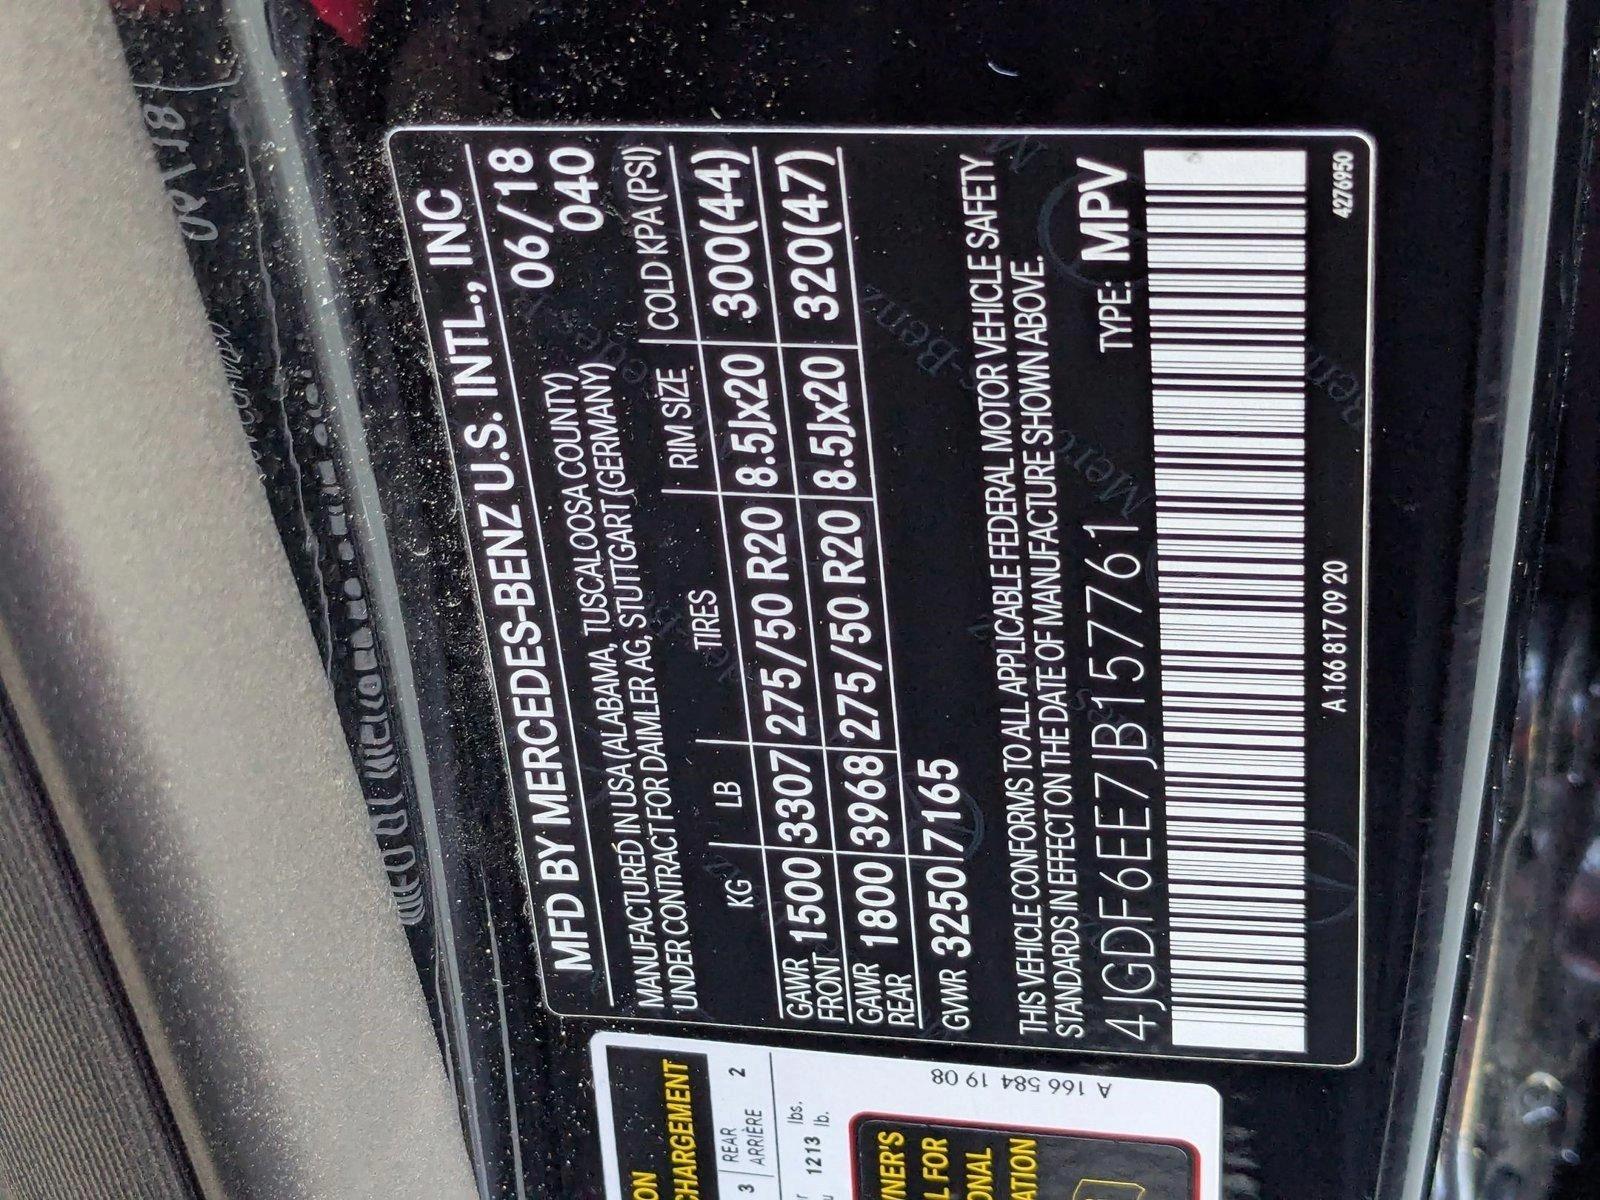 MFD BY MERCEDES-BENZ U.S. INTL., INC
06/18
MANUFACTURED IN USA (ALABAMA, TUSCALOOSA COUNTY) 040
UNDER CONTRACT FOR DAIMLER AG, STUTTGART (GERMANY)
KG LB TIRES RIM SIZE COLD KPA (PSI)
GAWR FRONT 1500 3307 275/50 R20 8.5Jx20 300(44)
GAWR REAR 1800 3968 275/50 R20 8.5Jx20 320(47)
GVWR 3250 7165
THIS VEHICLE CONFORMS TO ALL APPLICABLE FEDERAL MOTOR VEHICLE SAFETY
STANDARDS IN EFFECT ON THE DATE OF MANUFACTURE SHOWN ABOVE.
4JGDF6EE7JB157761 TYPE: MPV
A 166 817 09 20 4276950
ON
CHARGEMENT
3 REAR 2
ARRIÈRE
1213 lbs.
lb.
A 166 584 19 08
NER'S
L FOR
ONAL
ATION